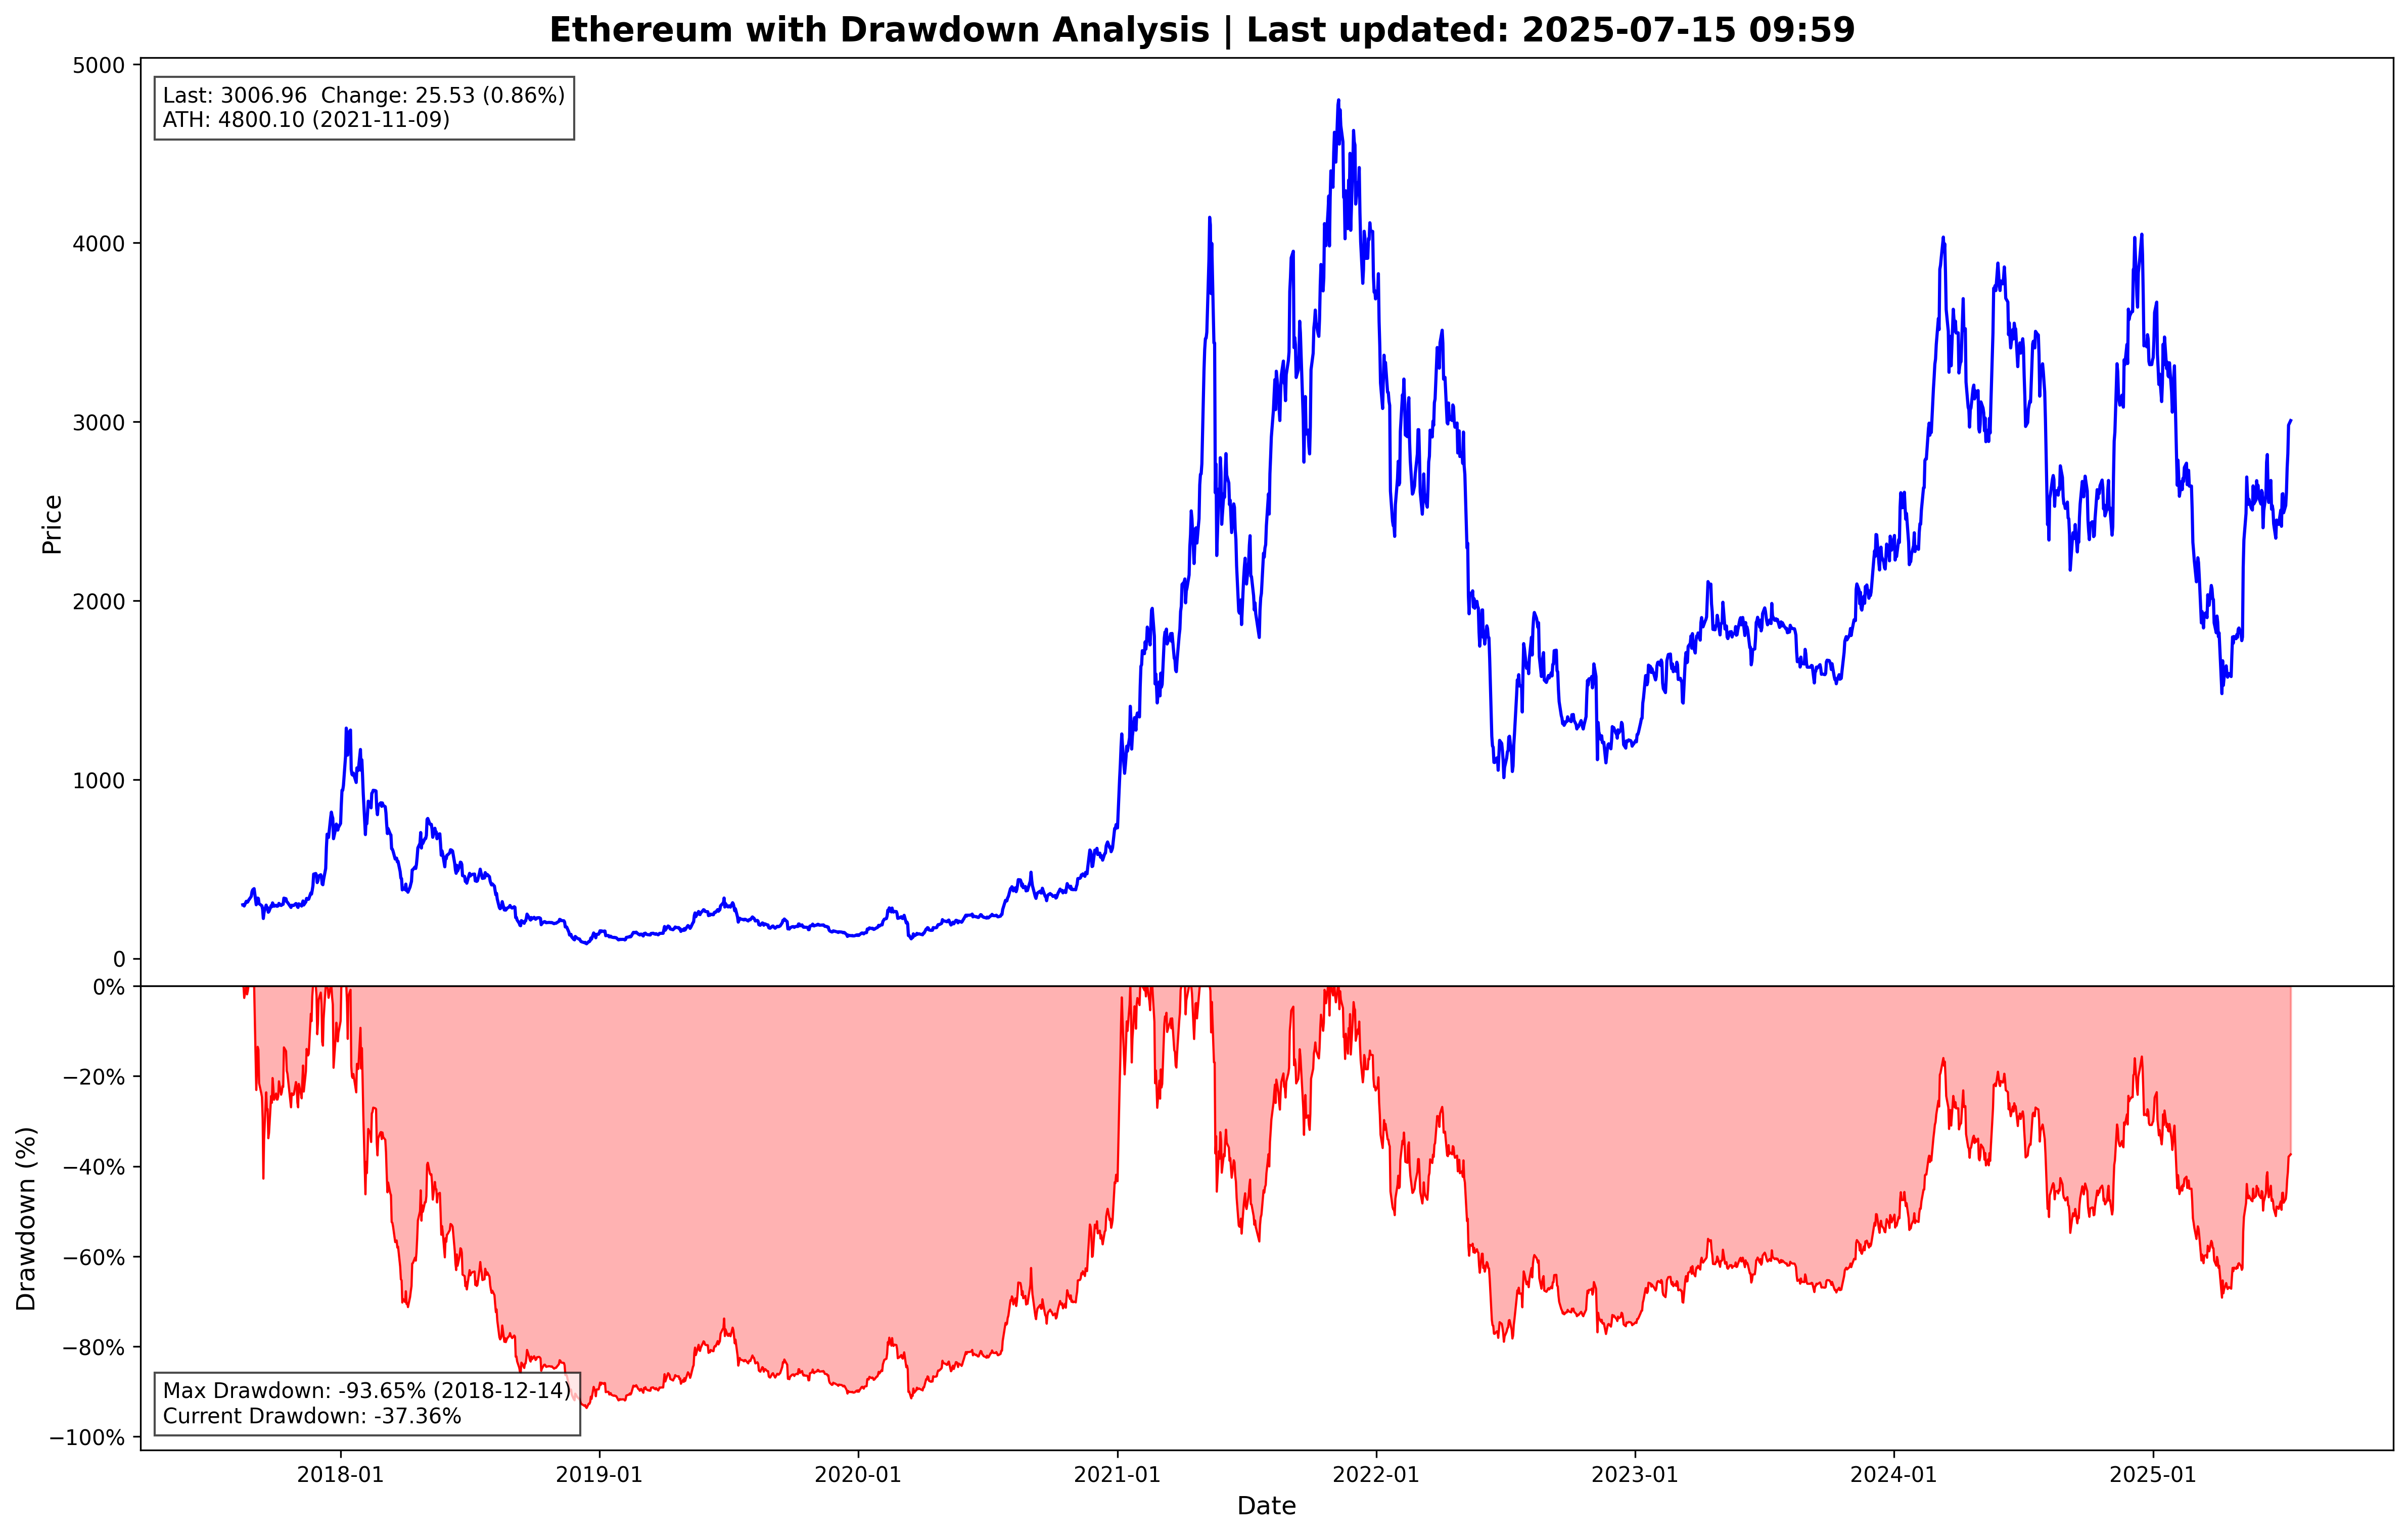 Ethereum with Drawdown Analysis | Last updated: 2025-07-15 09:59
5000
Last: 3006.96  Change: 25.53 (0.86%)
ATH: 4800.10 (2021-11-09)
4000
3000
Price
2000
1000
0
0%
−20%
−40%
Drawdown (%)
−60%
−80%
Max Drawdown: -93.65% (2018-12-14)
Current Drawdown: -37.36%
−100%
2018-01 2019-01 2020-01 2021-01 2022-01 2023-01 2024-01 2025-01
Date